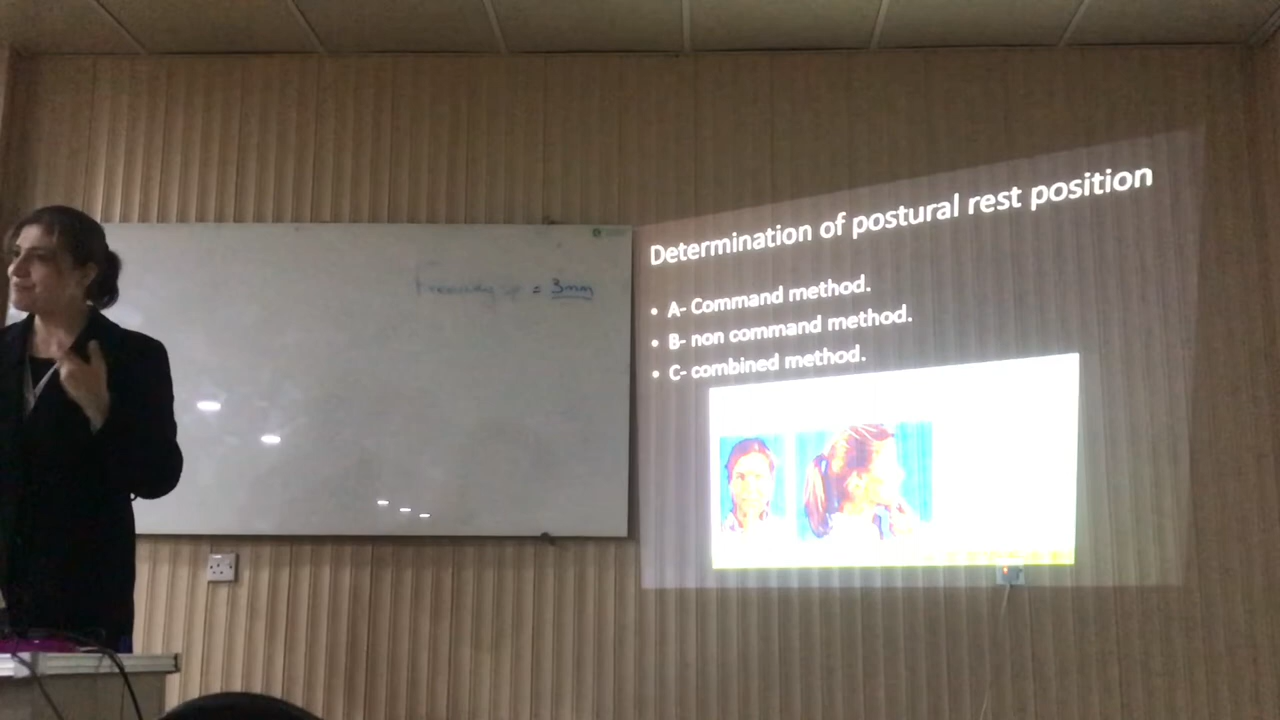 = 3mm
Determination of postural rest position
• A- Command method.
• B- non command method.
• C- combined method.